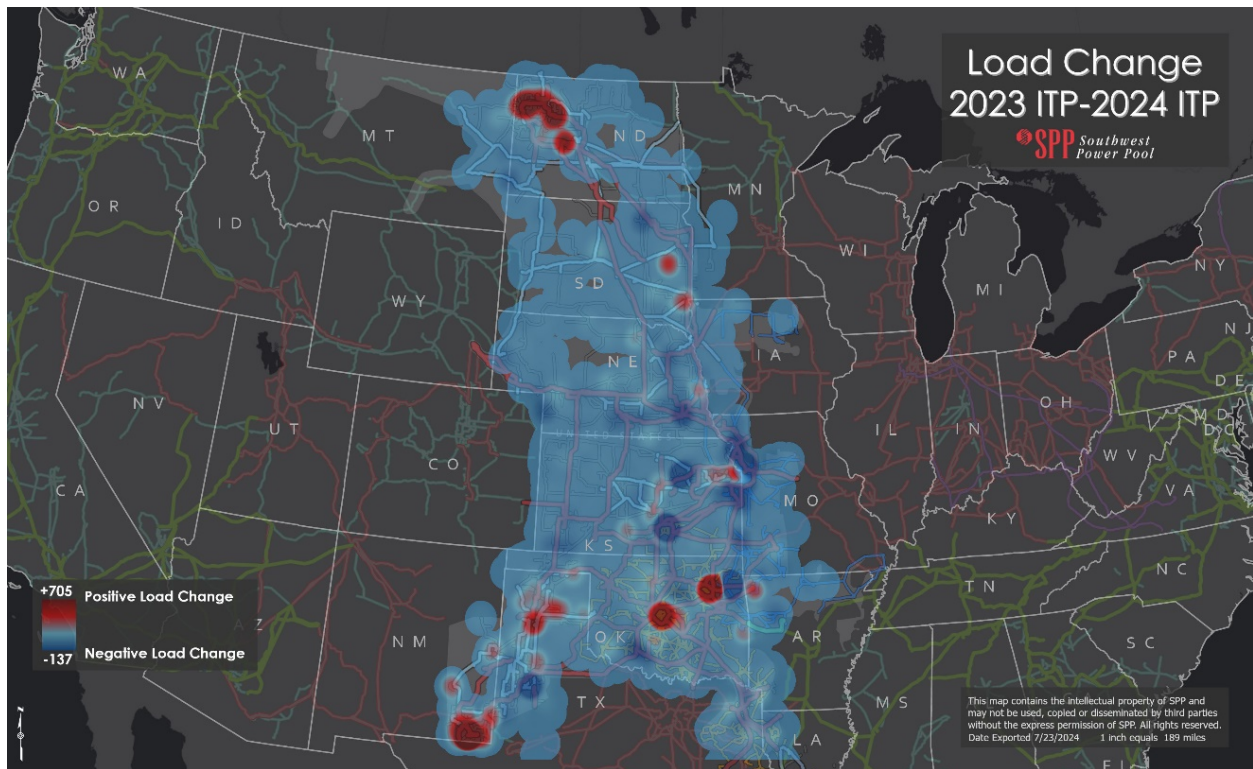 Load Change
2023 ITP-2024 ITP
SPP Southwest
Power Pool
WA
MT
ND
MN
OR
ID
WI
SD
MI
NY
WY
IA
NE
PA
NJ
NV
UT
OH
DE
IL
IN
MD
DC
CO
WV
CA
MO
VA
KS
KY
+705
Positive Load Change
TN
NC
AZ
NM
OK
AR
-137
Negative Load Change
SC
TX
MS
LA
N
This map contains the intellectual property of SPP and
may not be used, copied or disseminated by third parties
without the express permission of SPP. All rights reserved.
Date Exported 7/23/2024 1 inch equals 189 miles
FL